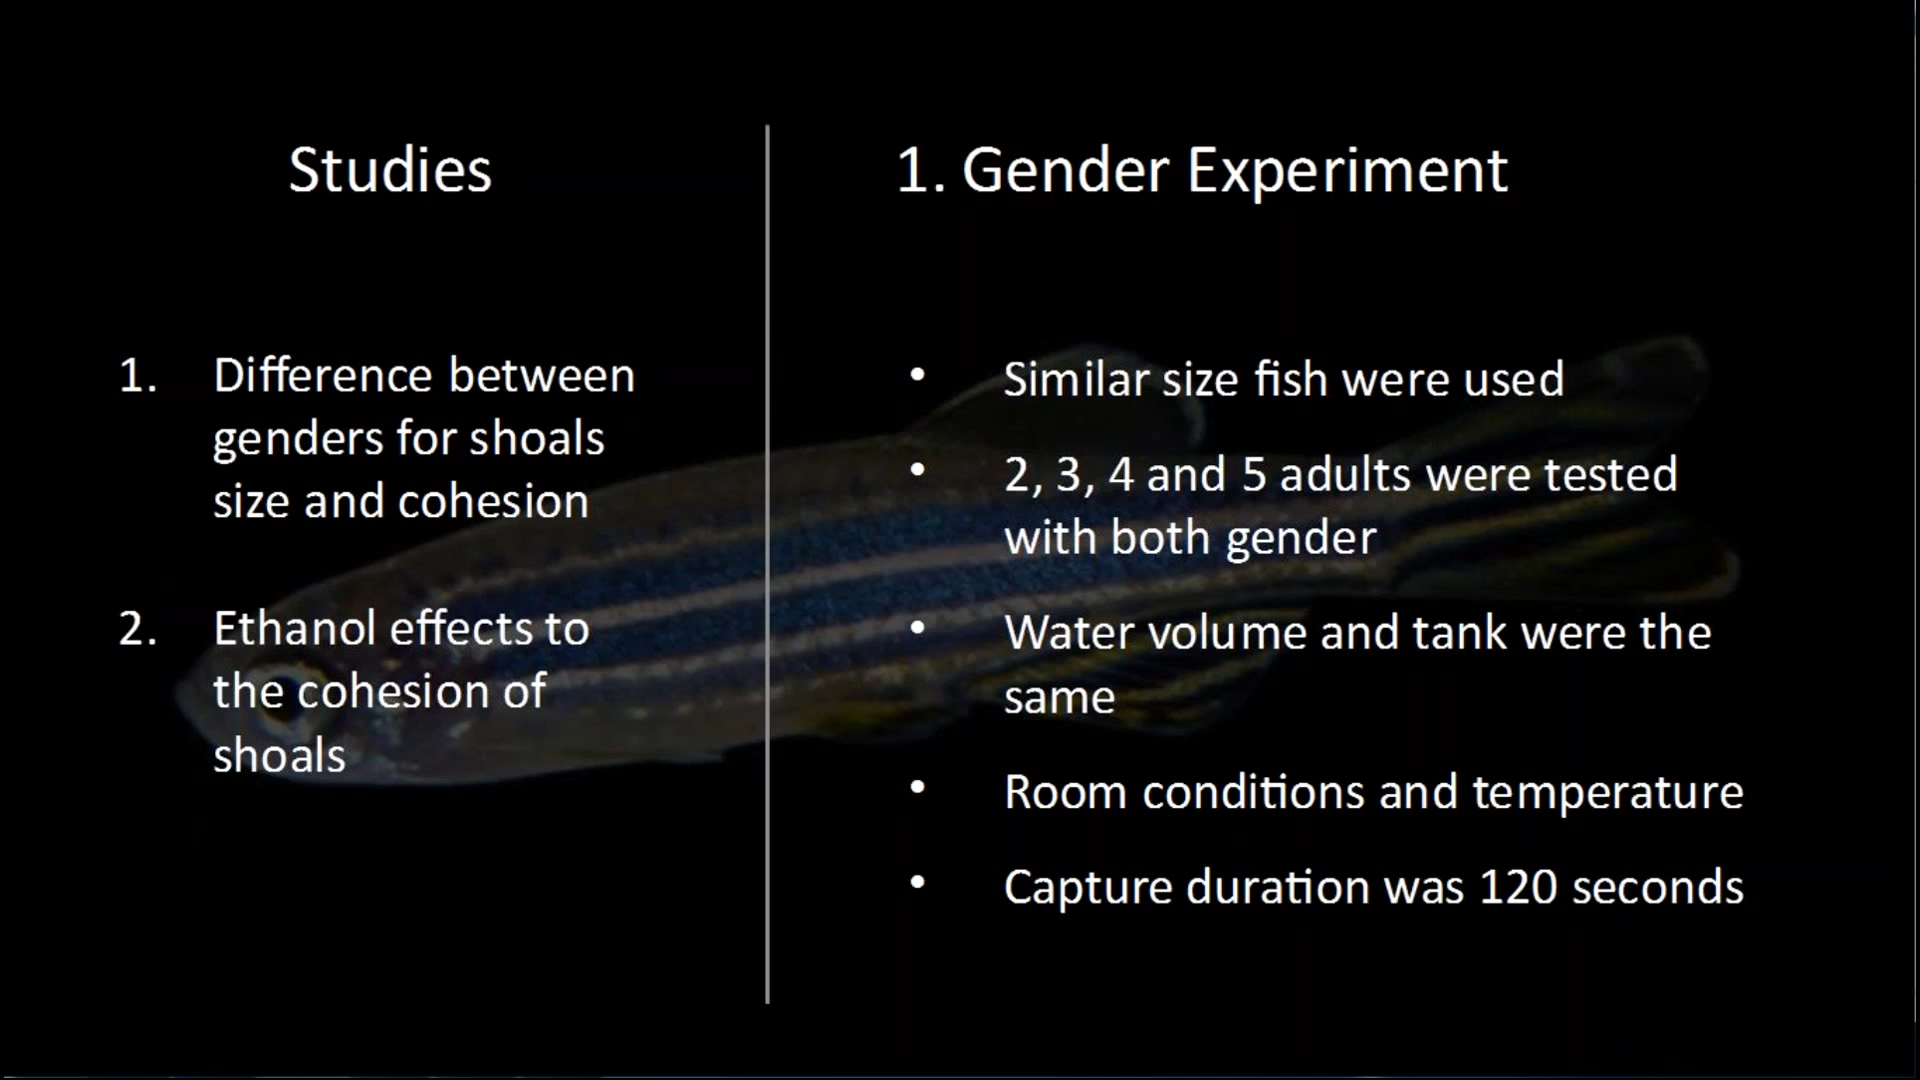 Studies
1. Difference between
genders for shoals
size and cohesion
2. Ethanol effects to
the cohesion of
shoals
1. Gender Experiment
• Similar size fish were used
• 2, 3, 4 and 5 adults were tested
with both gender
• Water volume and tank were the
same
• Room conditions and temperature
• Capture duration was 120 seconds